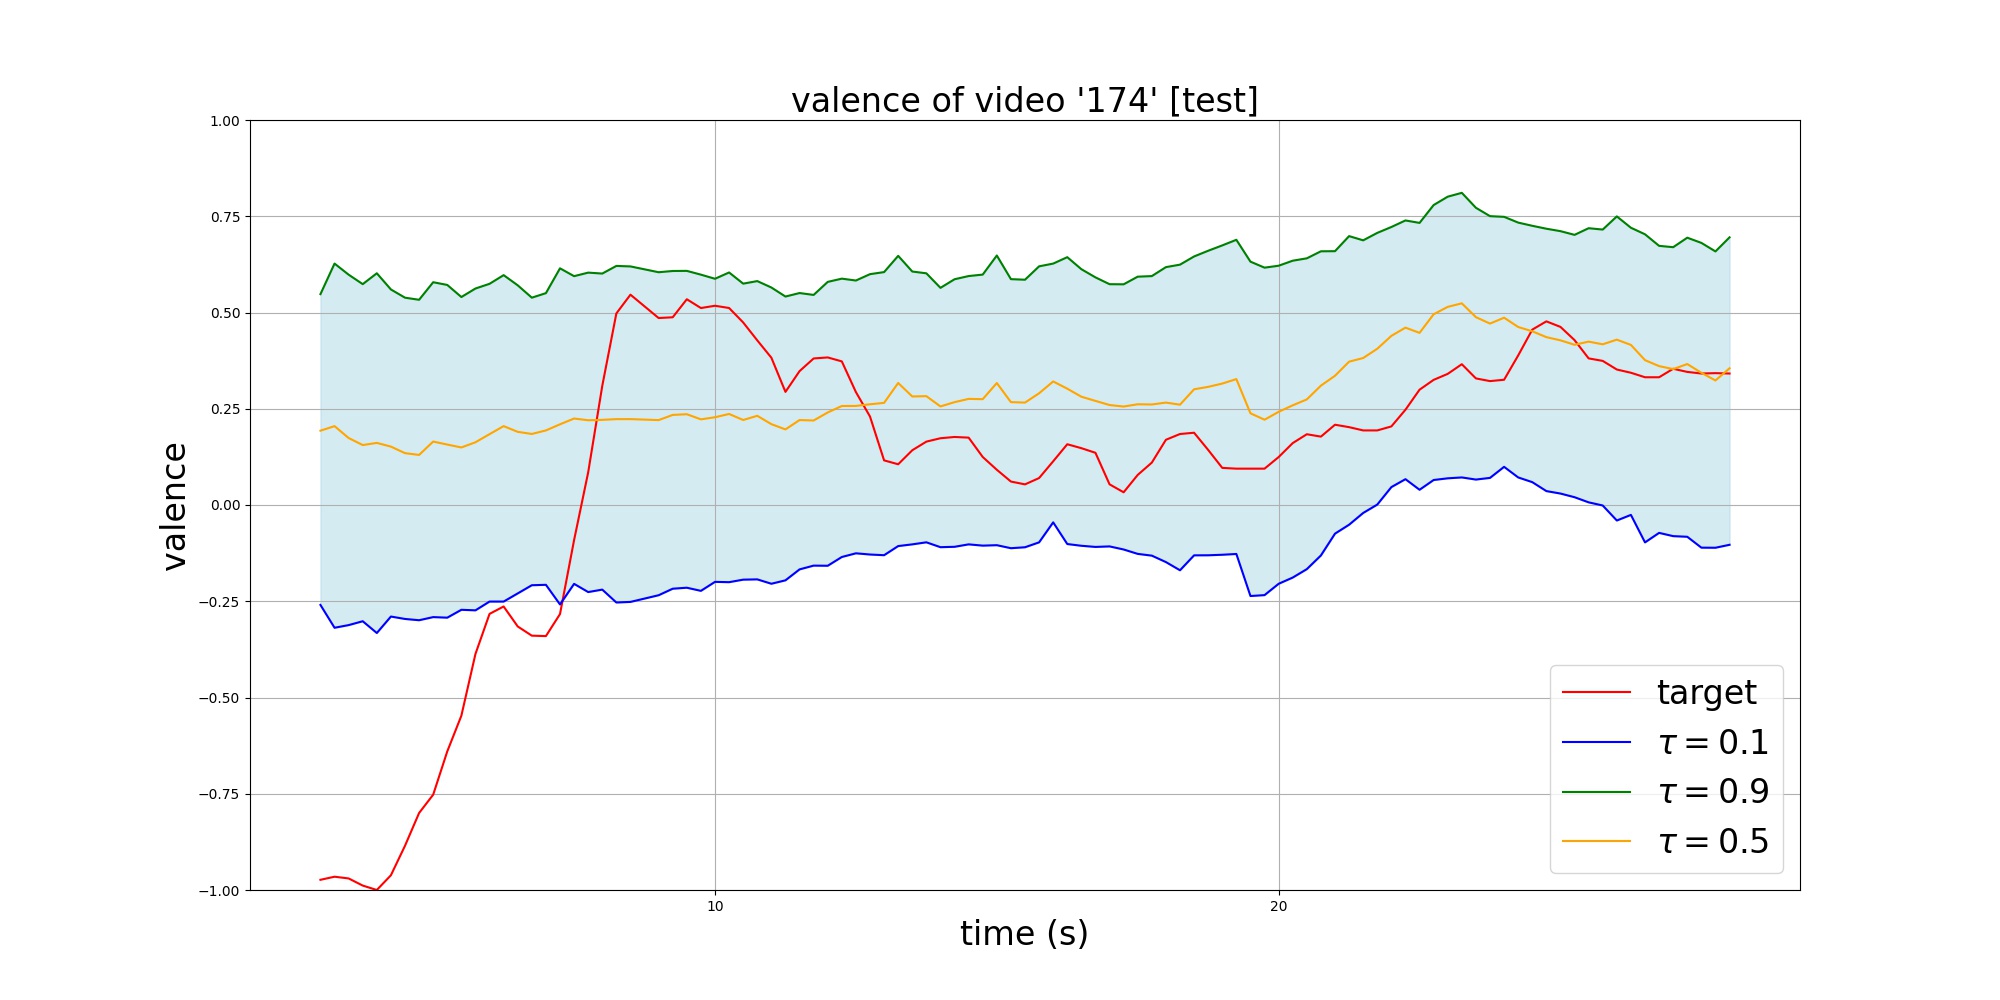 valence of video '174' [test]
1.00
0.75
0.50
0.25
0.00
−0.25
−0.50
−0.75
−1.00
valence
10
20
time (s)
target
τ = 0.1
τ = 0.9
τ = 0.5